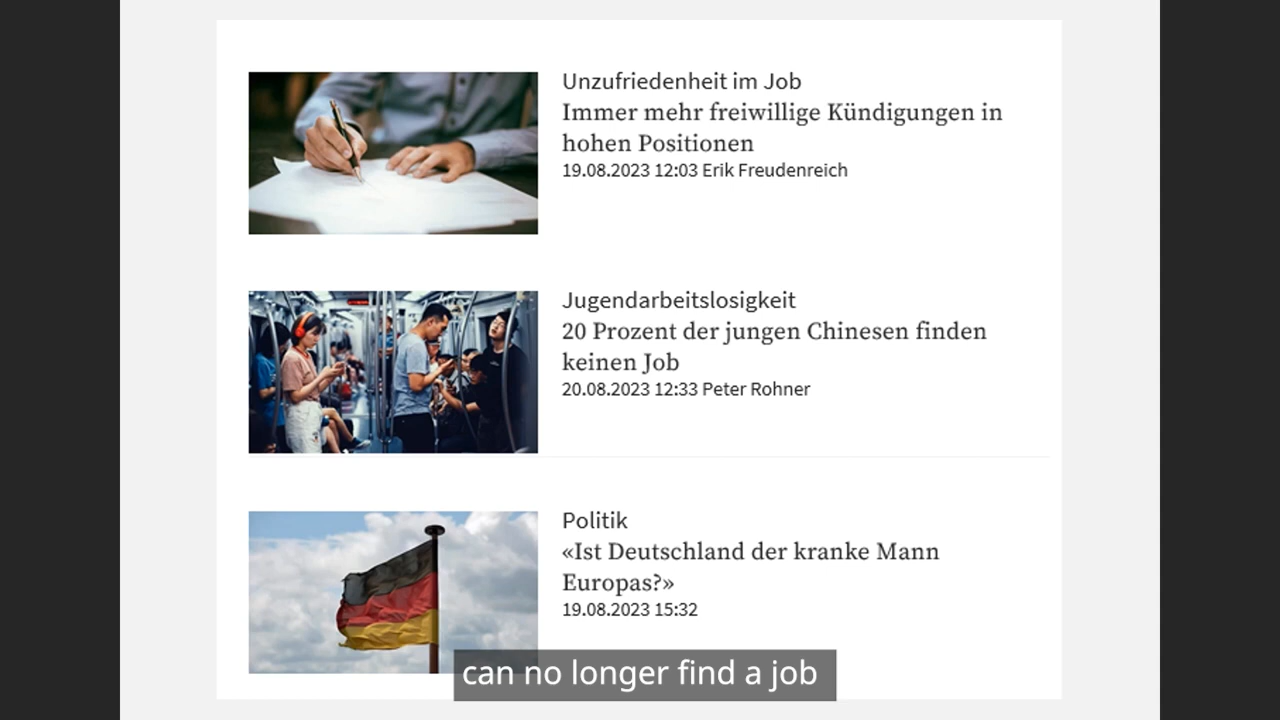 Unzufriedenheit im Job
Immer mehr freiwillige Kündigungen in
hohen Positionen
19.08.2023 12:03 Erik Freudenreich
Jugendarbeitslosigkeit
20 Prozent der jungen Chinesen finden
keinen Job
20.08.2023 12:33 Peter Rohner
Politik
«Ist Deutschland der kranke Mann
Europas?»
19.08.2023 15:32
can no longer find a job